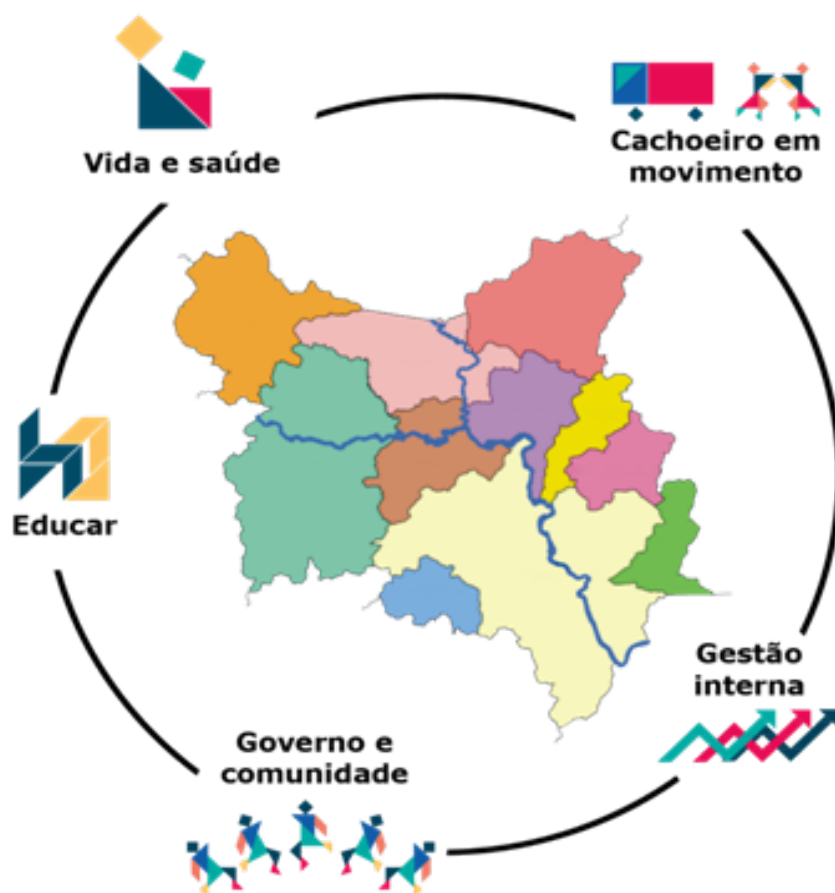 Vida e saúde
Cachoeiro em
movimento
Educar
Gestão
interna
Governo e
comunidade